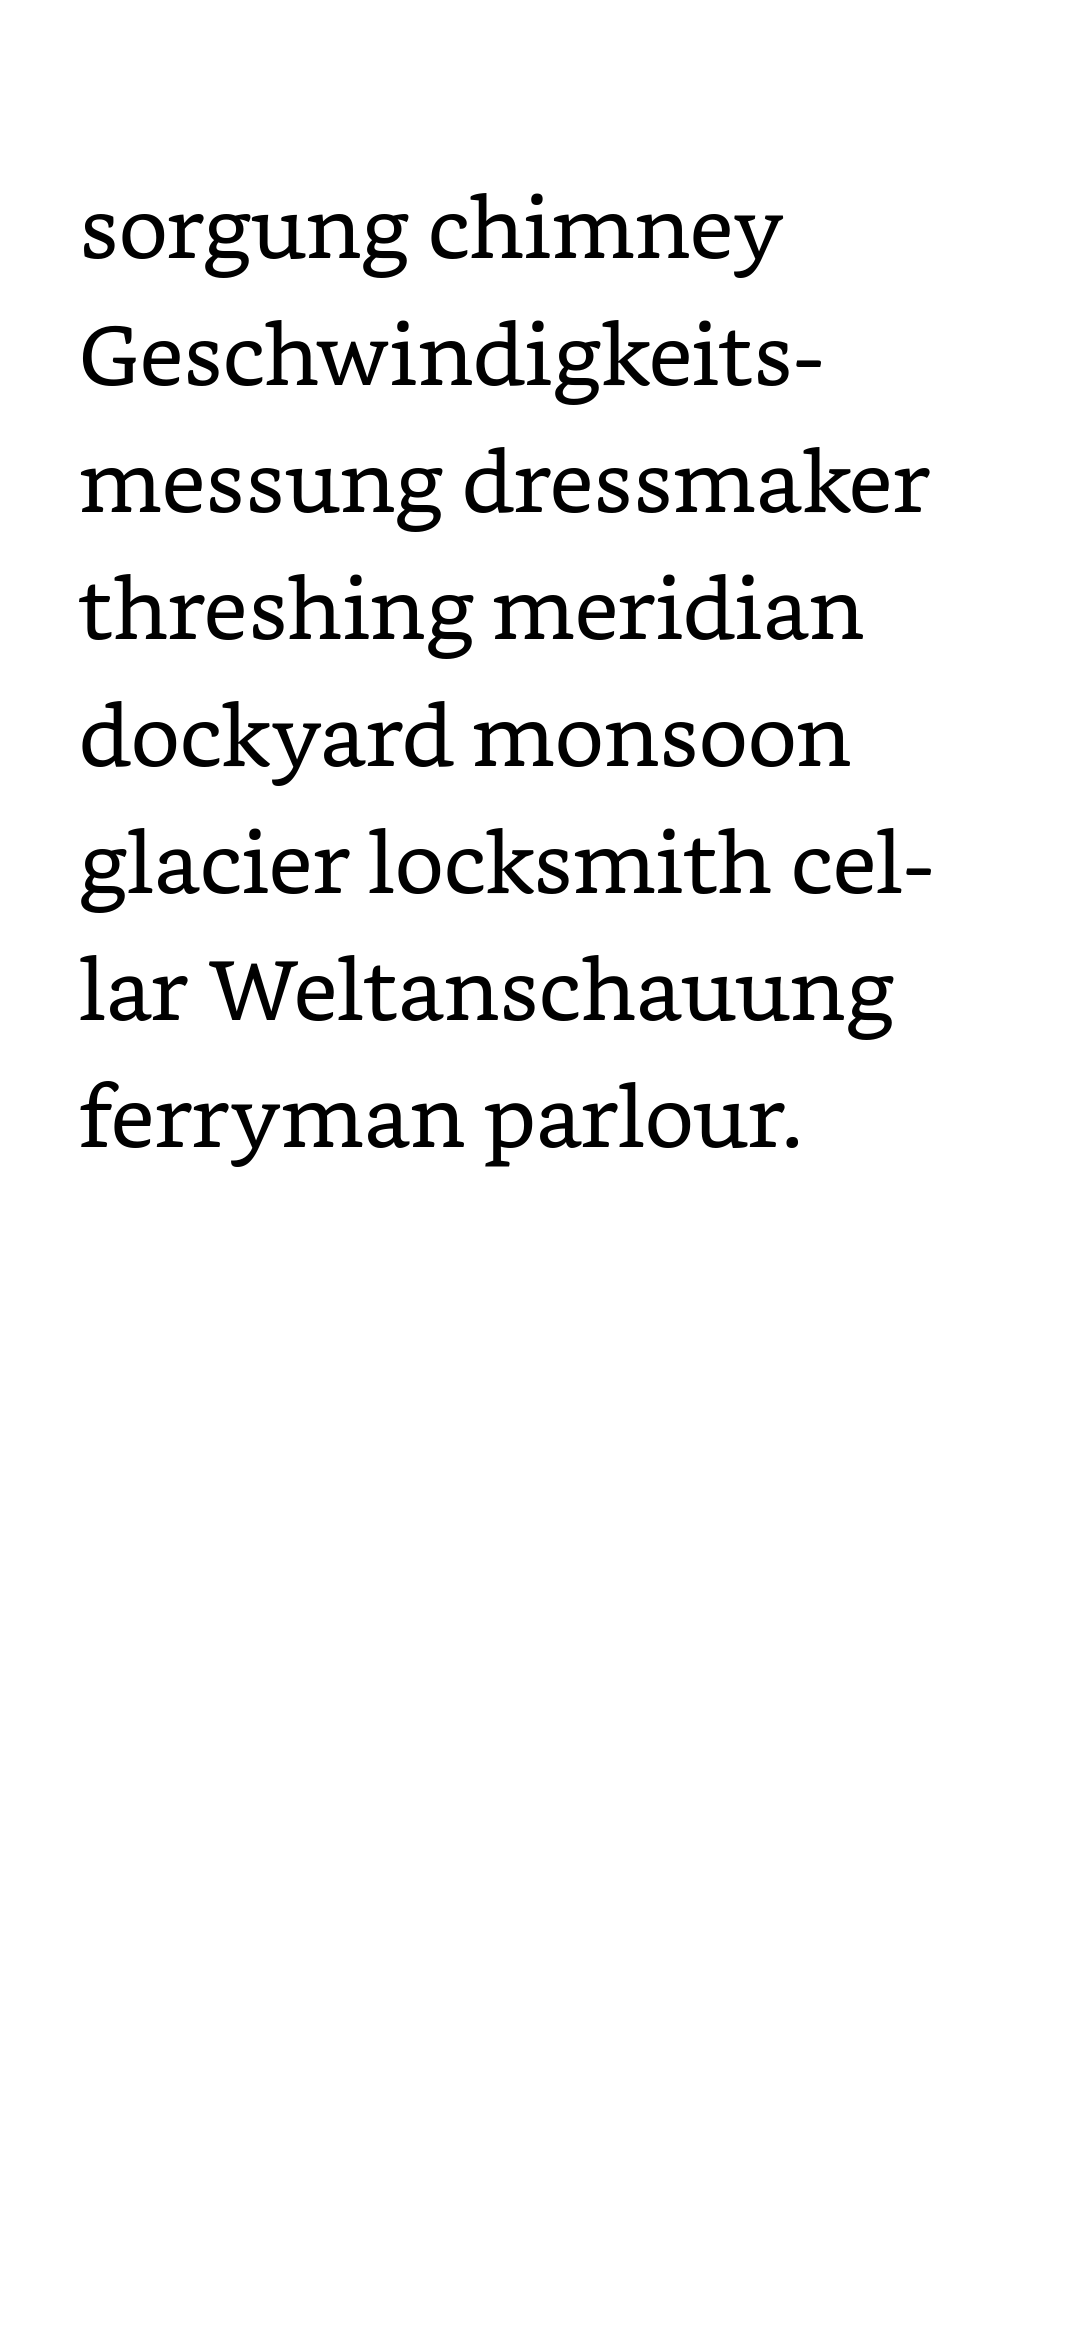 sorgung chimney
Geschwindigkeits-
messung dressmaker
threshing meridian
dockyard monsoon
glacier locksmith cel-
lar Weltanschauung
ferryman parlour.